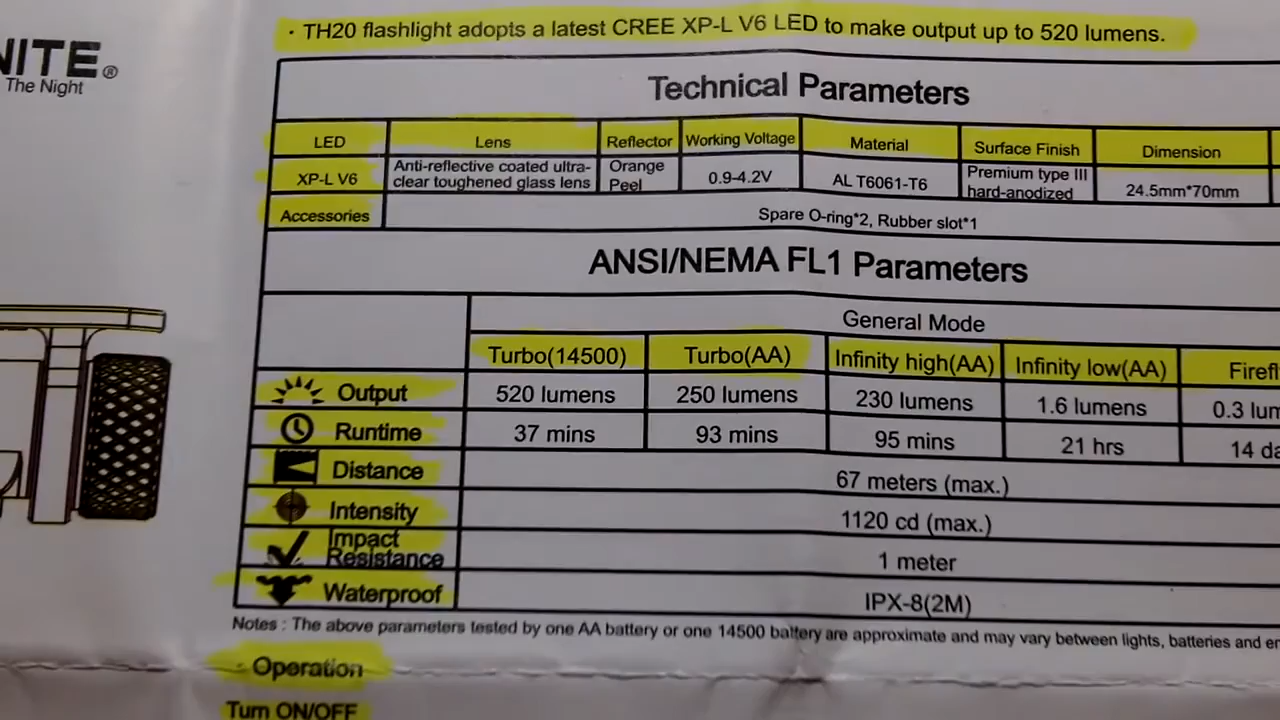 · TH20 flashlight adopts a latest CREE XP-L V6 LED to make output up to 520 lumens.
NITE®
The Night
Technical Parameters
LED Lens Reflector Working Voltage Material Surface Finish Dimension
XP-L V6 Anti-reflective coated ultra-clear toughened glass lens Orange Peel 0.9-4.2V AL T6061-T6 Premium type III hard-anodized 24.5mm*70mm
Accessories Spare O-ring*2, Rubber slot*1
ANSI/NEMA FL1 Parameters
General Mode
Turbo(14500) Turbo(AA) Infinity high(AA) Infinity low(AA) Firefl
Output 520 lumens 250 lumens 230 lumens 1.6 lumens 0.3 lum
Runtime 37 mins 93 mins 95 mins 21 hrs 14 da
Distance 67 meters (max.)
Intensity 1120 cd (max.)
Impact Resistance 1 meter
Waterproof IPX-8(2M)
Notes : The above parameters tested by one AA battery or one 14500 battery are approximate and may vary between lights, batteries and en
· Operation
Turn ON/OFF